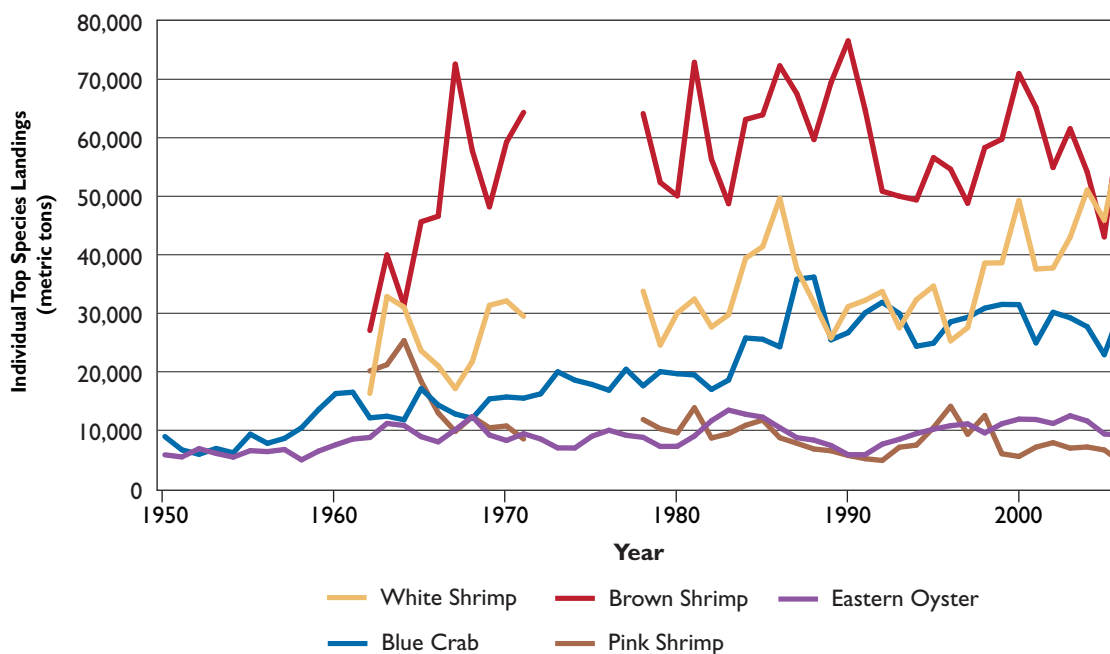 Individual Top Species Landings
(metric tons)
80,000
70,000
60,000
50,000
40,000
30,000
20,000
10,000
0
1950 1960 1970 1980 1990 2000
Year
White Shrimp Brown Shrimp Eastern Oyster
Blue Crab Pink Shrimp